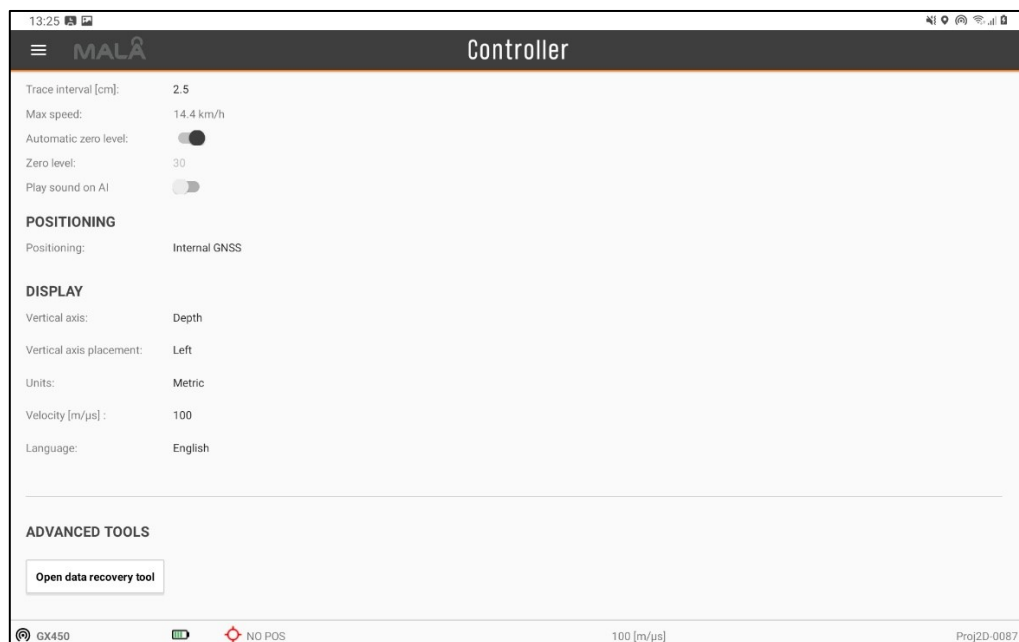 13:25
MALÅ Controller
Trace interval [cm]: 2.5
Max speed: 14.4 km/h
Automatic zero level:
Zero level: 30
Play sound on AI
POSITIONING
Positioning: Internal GNSS
DISPLAY
Vertical axis: Depth
Vertical axis placement: Left
Units: Metric
Velocity [m/µs] : 100
Language: English
ADVANCED TOOLS
Open data recovery tool
GX450 NO POS 100 [m/µs] Proj2D-0087